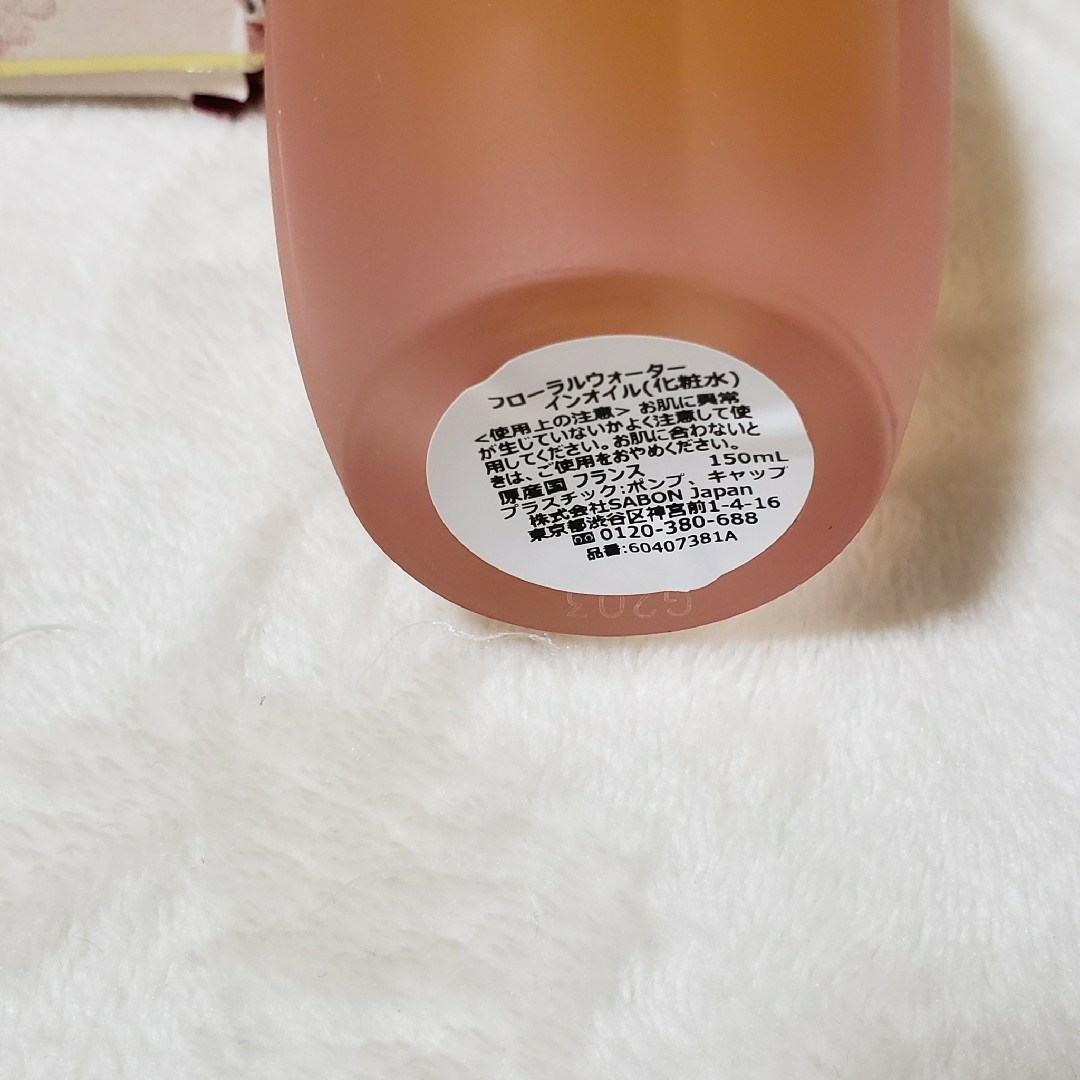 フローラルウォーター
インオイル(化粧水)
<使用上の注意> お肌に異常
が生じていないかよく注意して使
用してください。お肌に合わないと
きは、ご使用をおやめください。
原産国 フランス 150mL
プラスチック:ポンプ、キャップ
株式会社SABON Japan
東京都渋谷区神宮前1-4-16
0120-380-688
品番:60407381A
G203